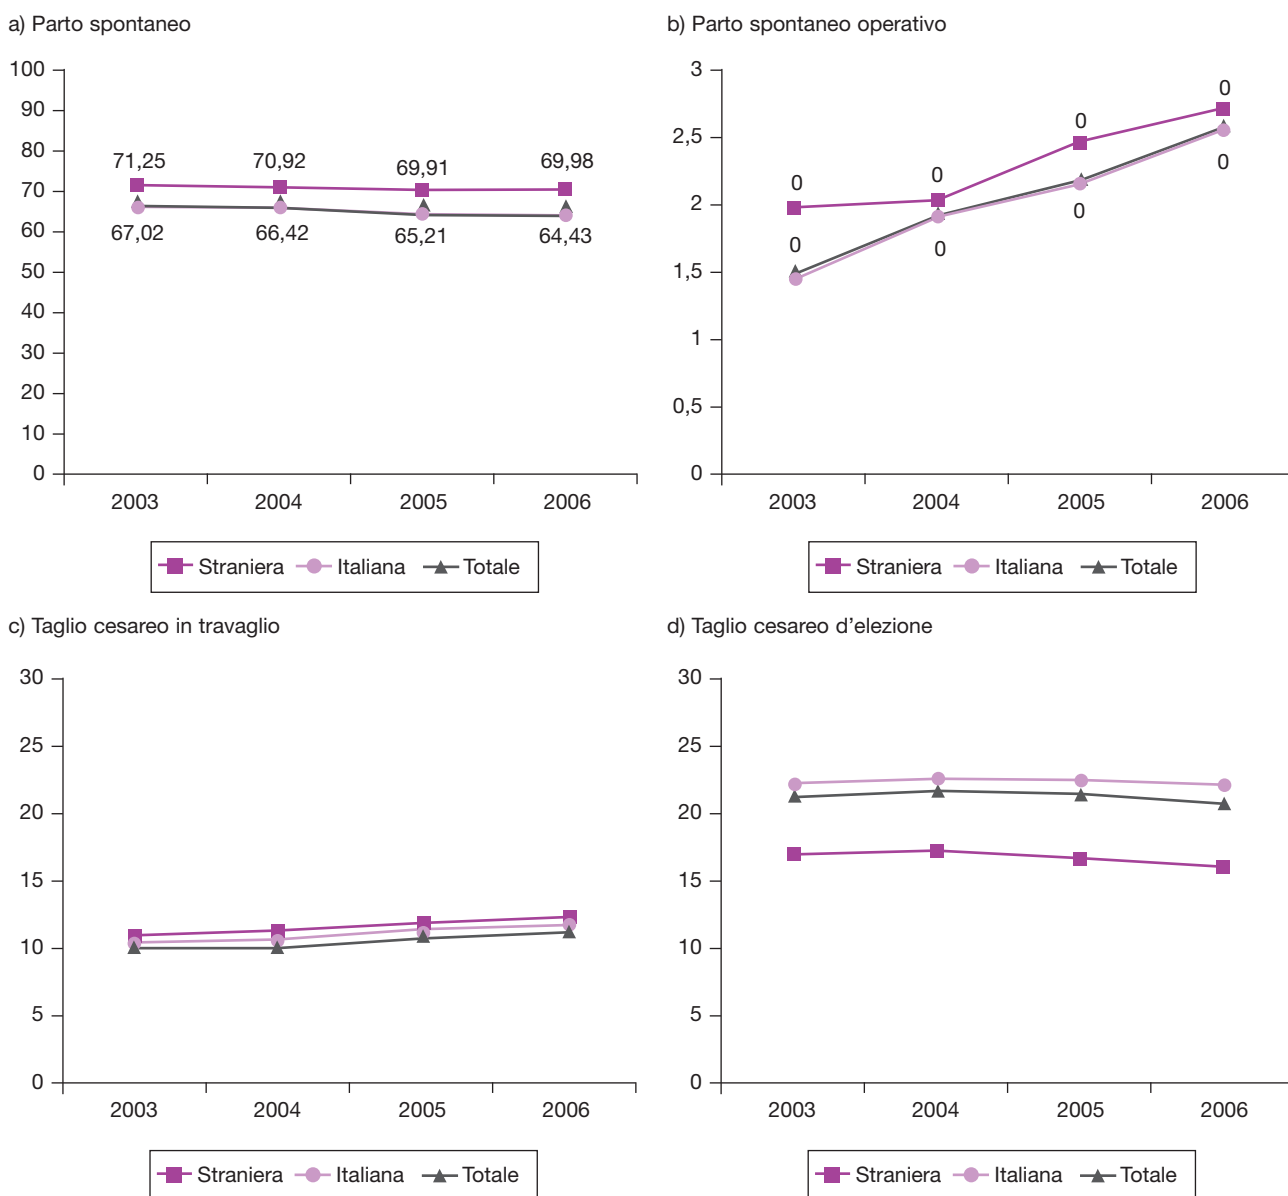 a) Parto spontaneo
100
90
80
70
60
50
40
30
20
10
0
71,25 70,92 69,91 69,98
67,02 66,42 65,21 64,43
2003 2004 2005 2006
Straniera Italiana Totale
b) Parto spontaneo operativo
3
2,5
2
1,5
1
0,5
0
0 0 0 0
0 0 0 0
2003 2004 2005 2006
Straniera Italiana Totale
c) Taglio cesareo in travaglio
30
25
20
15
10
5
0
2003 2004 2005 2006
Straniera Italiana Totale
d) Taglio cesareo d'elezione
30
25
20
15
10
5
0
2003 2004 2005 2006
Straniera Italiana Totale